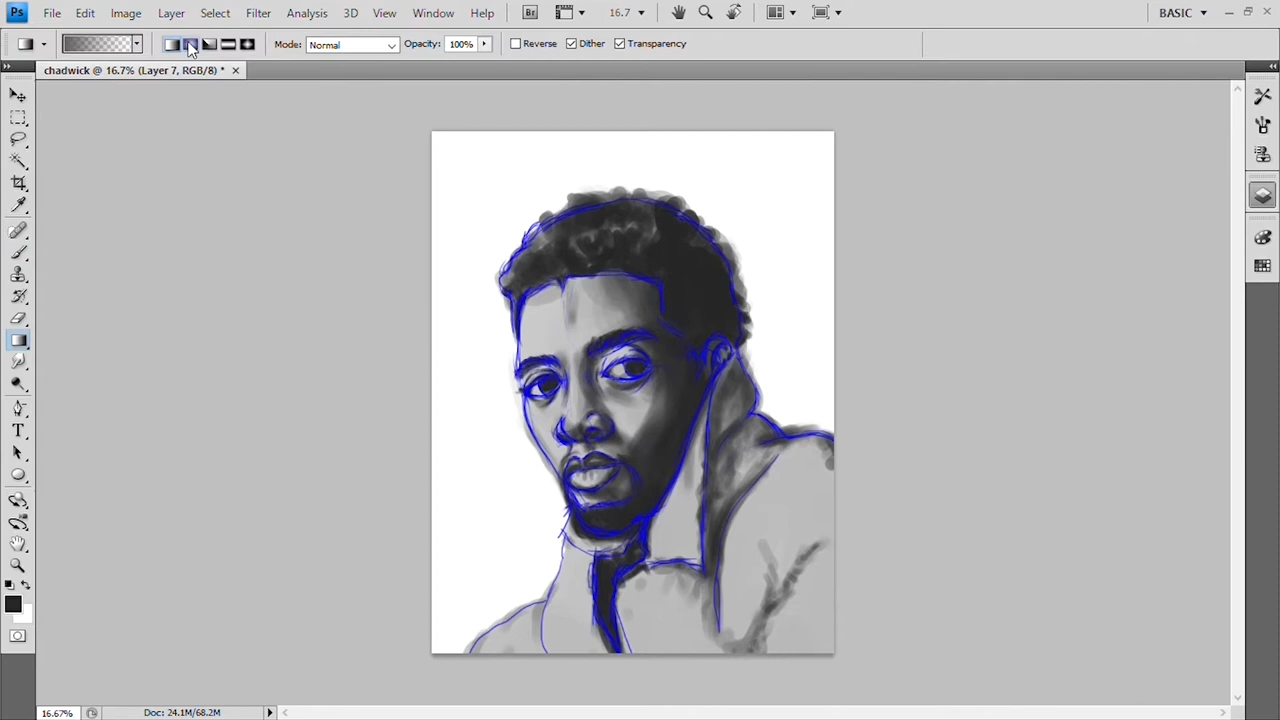 Ps File Edit Image Layer Select Filter Analysis 3D View Window Help Br 16.7 BASIC
Mode: Normal Opacity: 100% Reverse Dither Transparency
chadwick @ 16.7% (Layer 7, RGB/8) *
T
16.67% Doc: 24.1M/68.2M